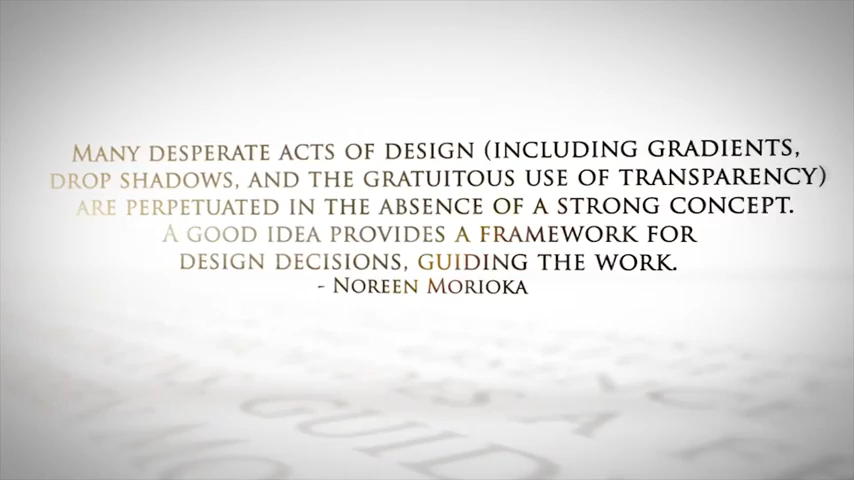 MANY DESPERATE ACTS OF DESIGN (INCLUDING GRADIENTS,
DROP SHADOWS, AND THE GRATUITOUS USE OF TRANSPARENCY)
ARE PERPETUATED IN THE ABSENCE OF A STRONG CONCEPT.
A GOOD IDEA PROVIDES A FRAMEWORK FOR
DESIGN DECISIONS, GUIDING THE WORK.
- NOREEN MORIOKA
GUID